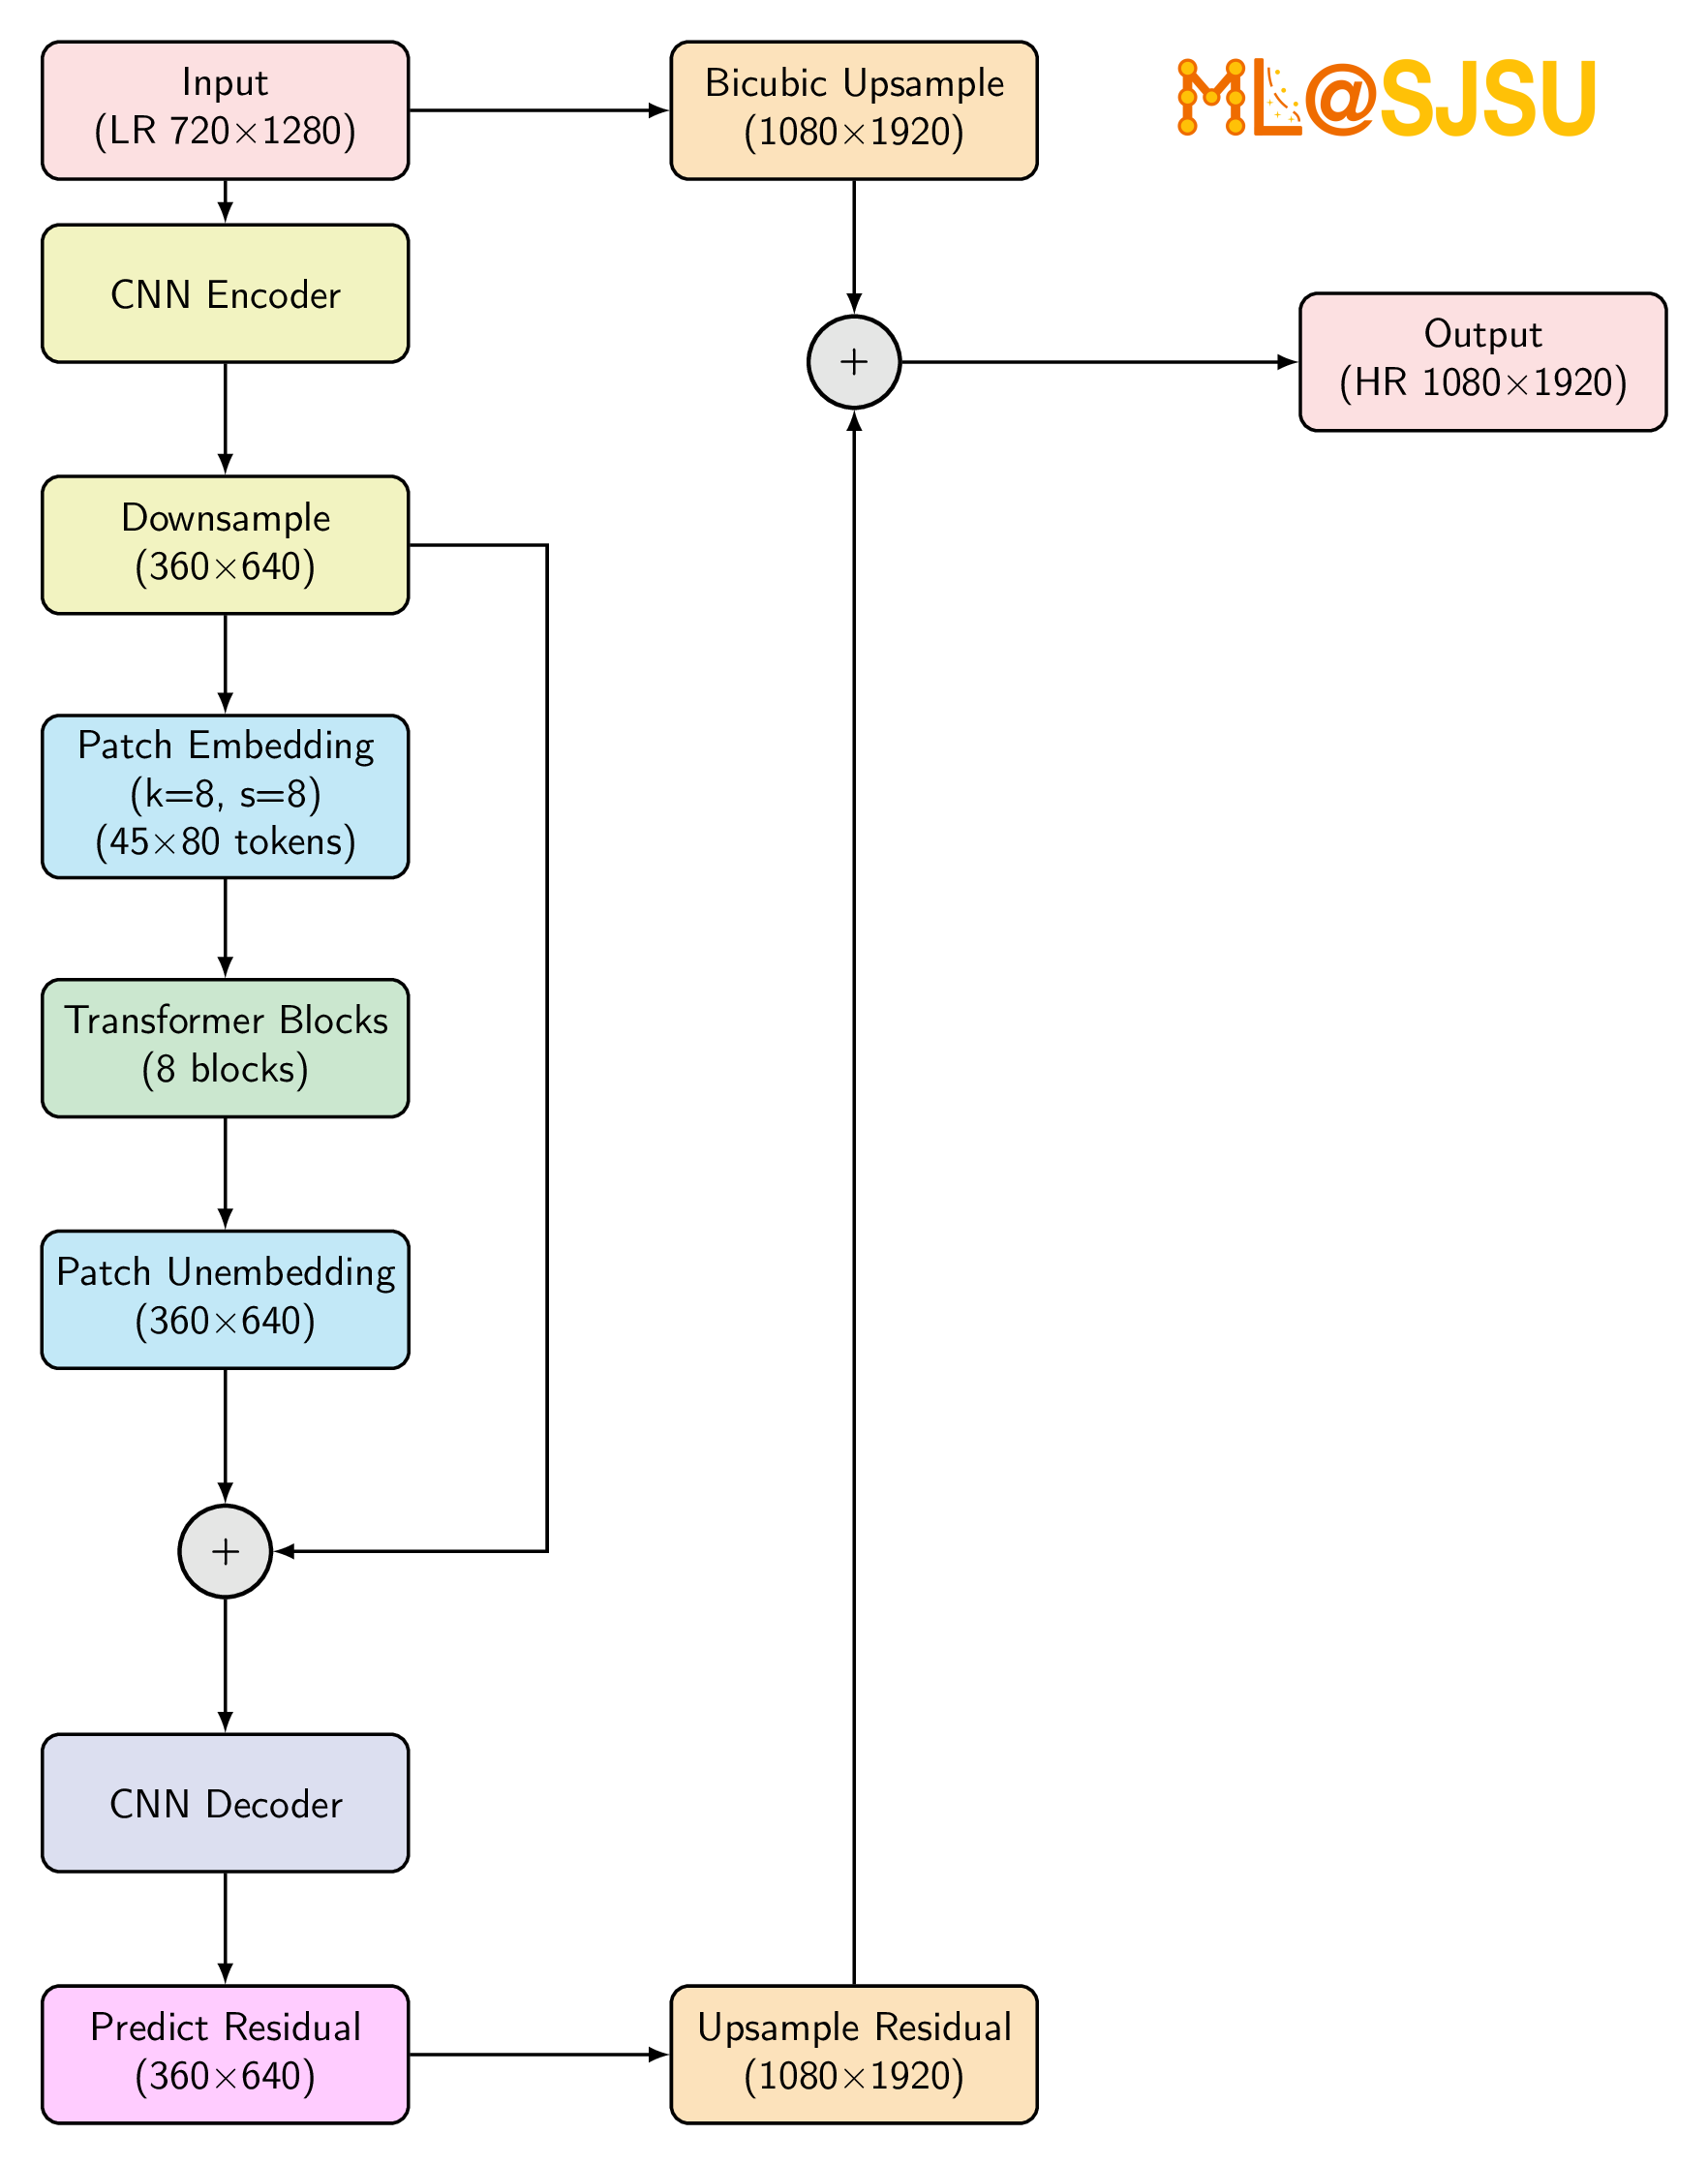 Input
(LR 720×1280)
Bicubic Upsample
(1080×1920)
ML@SJSU
CNN Encoder
+
Output
(HR 1080×1920)
Downsample
(360×640)
Patch Embedding
(k=8, s=8)
(45×80 tokens)
Transformer Blocks
(8 blocks)
Patch Unembedding
(360×640)
+
CNN Decoder
Predict Residual
(360×640)
Upsample Residual
(1080×1920)